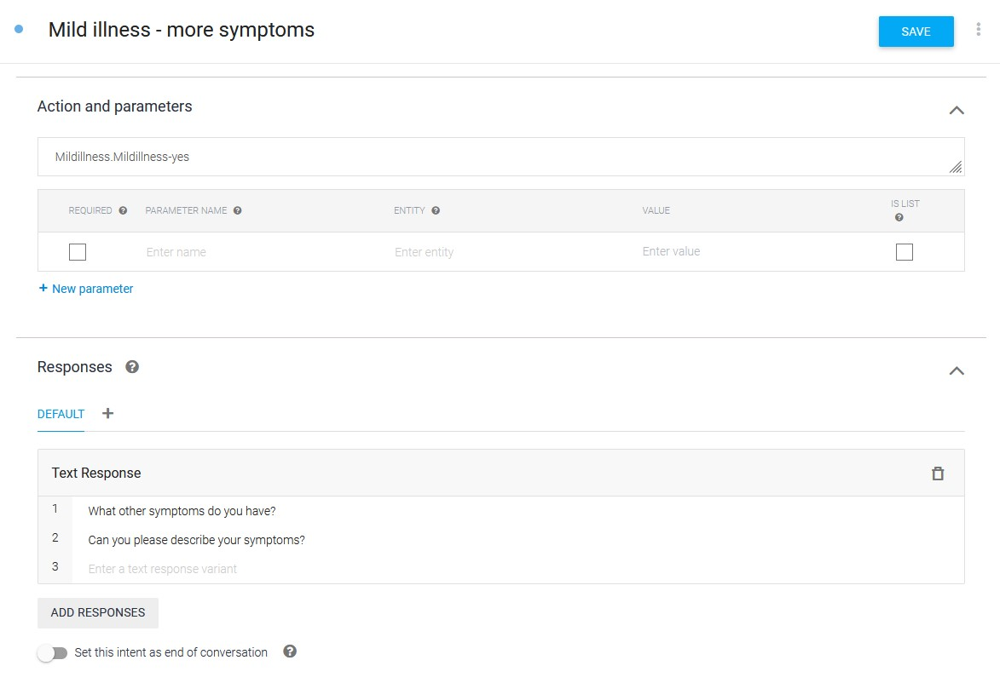 Mild illness - more symptoms
SAVE
Action and parameters
Mildillness.Mildillness-yes
REQUIRED ? PARAMETER NAME ? ENTITY ? VALUE IS LIST ?
Enter name Enter entity Enter value
+ New parameter
Responses ?
DEFAULT +
Text Response
1 What other symptoms do you have?
2 Can you please describe your symptoms?
3 Enter a text response variant
ADD RESPONSES
Set this intent as end of conversation ?